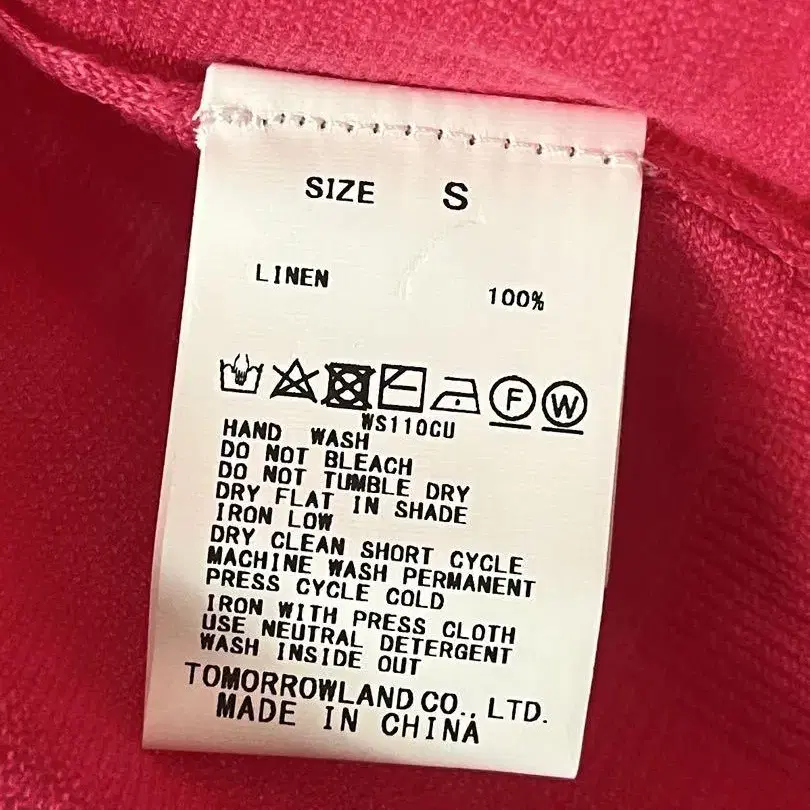 SIZE S
LINEN 100%
F W
WS110CU
HAND WASH
DO NOT BLEACH
DO NOT TUMBLE DRY
DRY FLAT IN SHADE
IRON LOW
DRY CLEAN SHORT CYCLE
MACHINE WASH PERMANENT
PRESS CYCLE COLD
IRON WITH PRESS CLOTH
USE NEUTRAL DETERGENT
WASH INSIDE OUT
TOMORROWLAND CO., LTD.
MADE IN CHINA